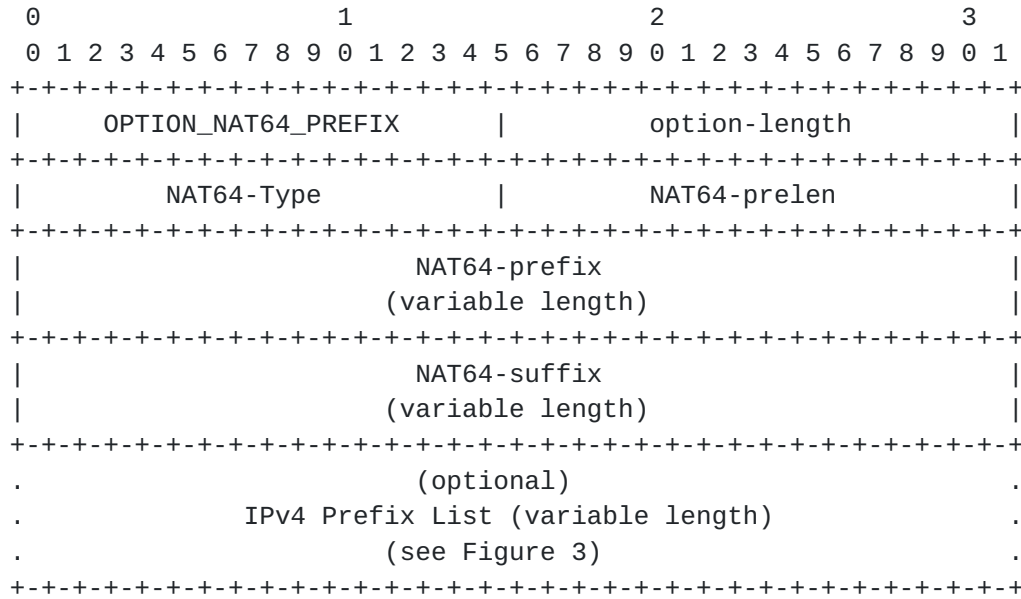 0                   1                   2                   3
 0 1 2 3 4 5 6 7 8 9 0 1 2 3 4 5 6 7 8 9 0 1 2 3 4 5 6 7 8 9 0 1
+-+-+-+-+-+-+-+-+-+-+-+-+-+-+-+-+-+-+-+-+-+-+-+-+-+-+-+-+-+-+-+-+
|     OPTION_NAT64_PREFIX      |         option-length          |
+-+-+-+-+-+-+-+-+-+-+-+-+-+-+-+-+-+-+-+-+-+-+-+-+-+-+-+-+-+-+-+-+
|         NAT64-Type           |         NAT64-prelen           |
+-+-+-+-+-+-+-+-+-+-+-+-+-+-+-+-+-+-+-+-+-+-+-+-+-+-+-+-+-+-+-+-+
|                         NAT64-prefix                          |
|                       (variable length)                       |
+-+-+-+-+-+-+-+-+-+-+-+-+-+-+-+-+-+-+-+-+-+-+-+-+-+-+-+-+-+-+-+-+
|                         NAT64-suffix                          |
|                       (variable length)                       |
+-+-+-+-+-+-+-+-+-+-+-+-+-+-+-+-+-+-+-+-+-+-+-+-+-+-+-+-+-+-+-+-+
.                         (optional)                            .
.              IPv4 Prefix List (variable length)               .
.                       (see Figure 3)                          .
+-+-+-+-+-+-+-+-+-+-+-+-+-+-+-+-+-+-+-+-+-+-+-+-+-+-+-+-+-+-+-+-+